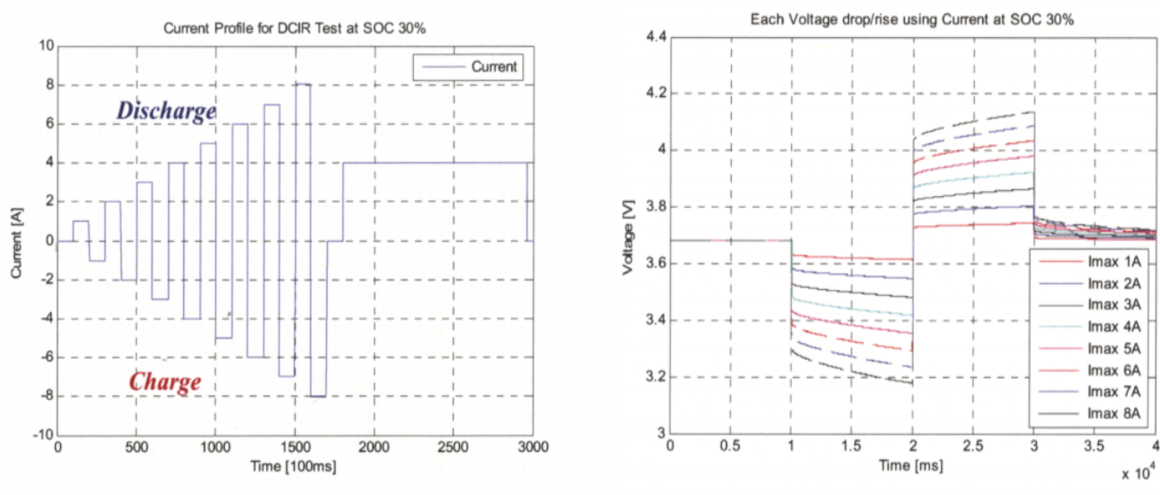 Current Profile for DCIR Test at SOC 30%
10
8
6
4
2
0
-2
-4
-6
-8
-10
Current [A]
Current
Discharge
Charge
0
500
1000
1500
2000
2500
3000
Time [100ms]
Each Voltage drop/rise using Current at SOC 30%
4.4
4.2
4
3.8
3.6
3.4
3.2
3
Voltage [V]
Imax 1A
Imax 2A
Imax 3A
Imax 4A
Imax 5A
Imax 6A
Imax 7A
Imax 8A
0
0.5
1
1.5
2
2.5
3
3.5
4
Time [ms]
x 10⁴